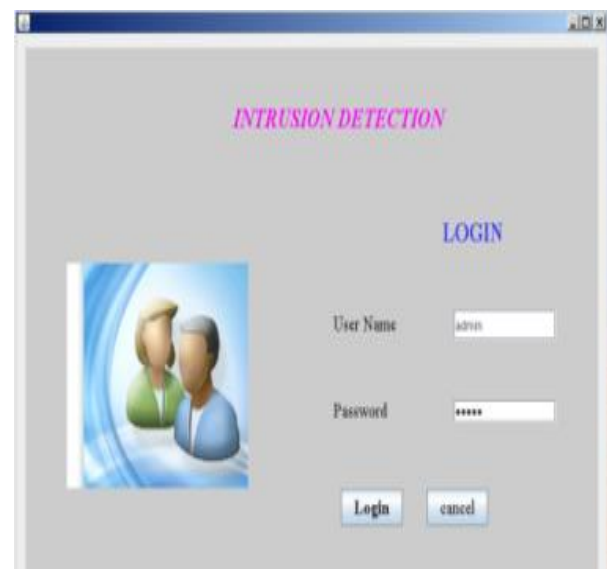 INTRUSION DETECTION
LOGIN
User Name admin
Password *****
Login cancel